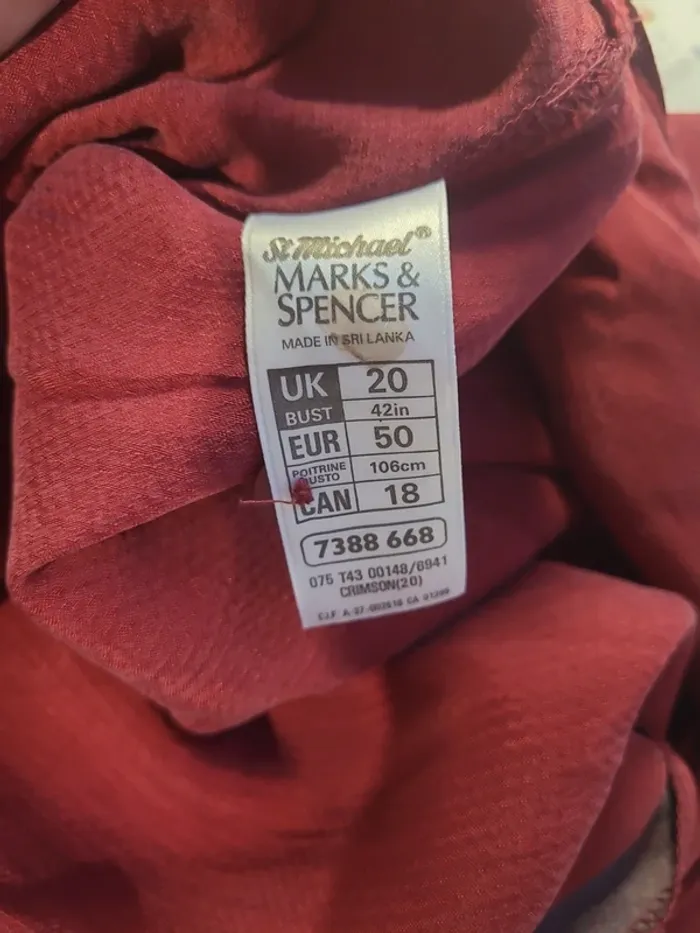 St Michael®
MARKS &
SPENCER
MADE IN SRI LANKA
UK 20
BUST 42in
EUR 50
POITRINE 106cm
BUSTO
CAN 18
7388 668
075 T43 00148/6941
CRIMSON(20)
C.I.F A-